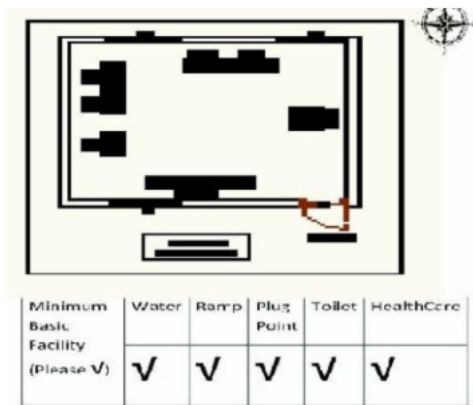 Minimum Basic Facility (Please √) | Water | Ramp | Plug Point | Toilet | HealthCare
√ | √ | √ | √ | √